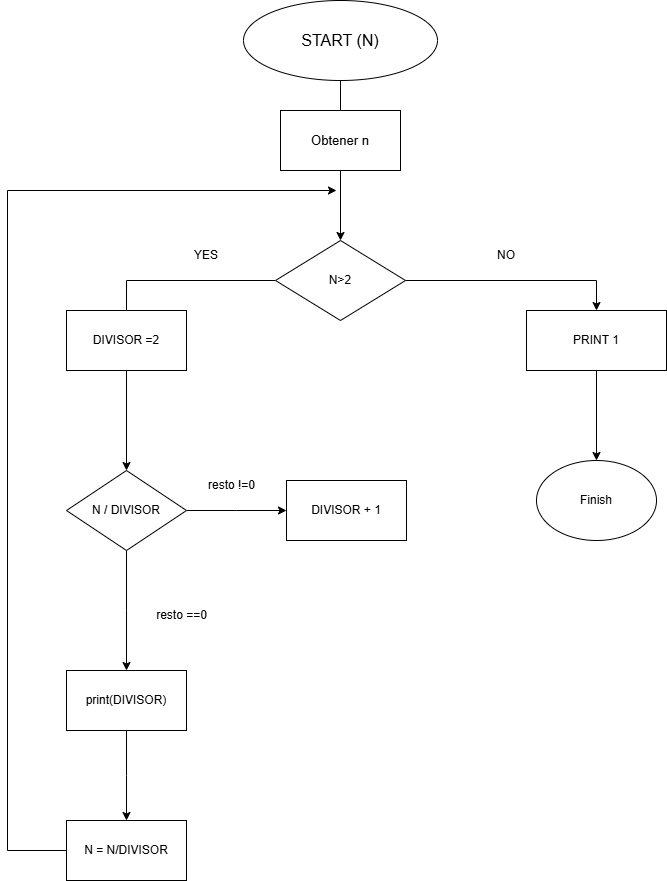 START (N)
Obtener n
N>2
YES
NO
DIVISOR =2
PRINT 1
N / DIVISOR
resto !=0
DIVISOR + 1
Finish
resto ==0
print(DIVISOR)
N = N/DIVISOR